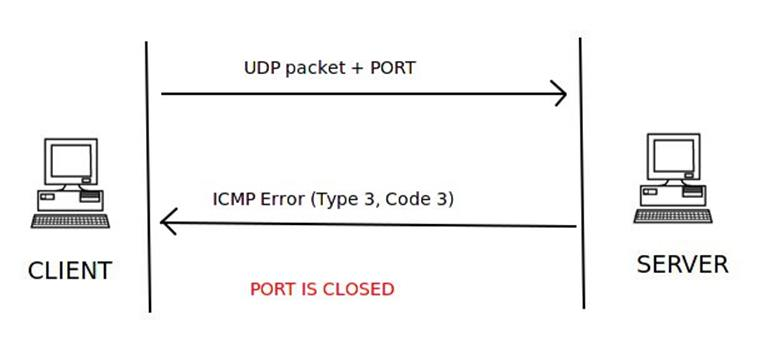 UDP packet + PORT
ICMP Error (Type 3, Code 3)
CLIENT
SERVER
PORT IS CLOSED